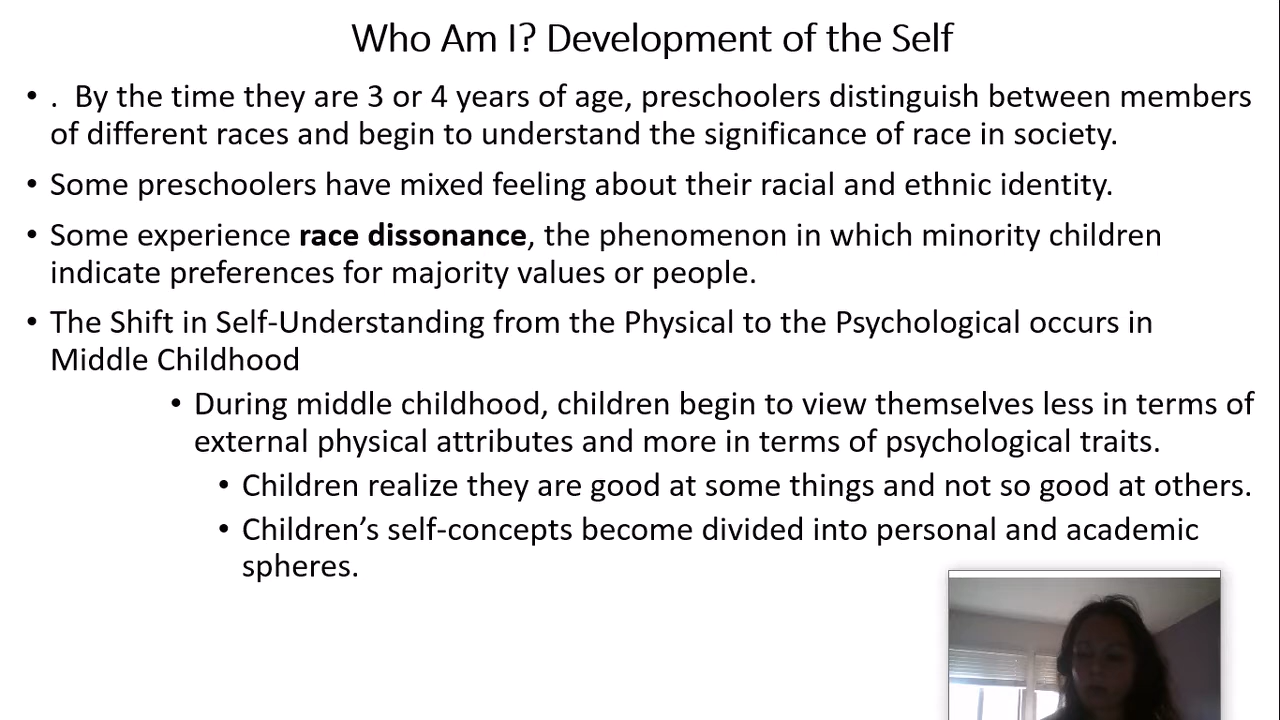 Who Am I? Development of the Self
• .  By the time they are 3 or 4 years of age, preschoolers distinguish between members
of different races and begin to understand the significance of race in society.
• Some preschoolers have mixed feeling about their racial and ethnic identity.
• Some experience race dissonance, the phenomenon in which minority children
indicate preferences for majority values or people.
• The Shift in Self-Understanding from the Physical to the Psychological occurs in
Middle Childhood
• During middle childhood, children begin to view themselves less in terms of
external physical attributes and more in terms of psychological traits.
• Children realize they are good at some things and not so good at others.
• Children’s self-concepts become divided into personal and academic
spheres.